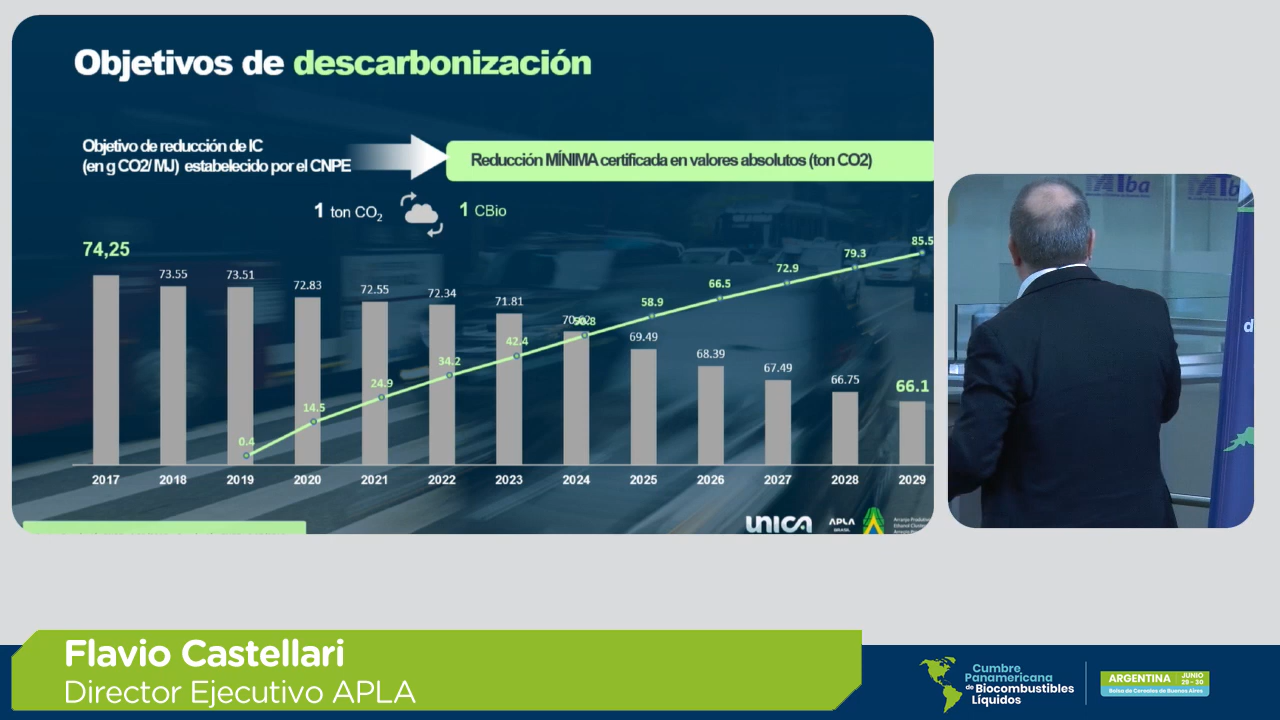 Objetivos de descarbonización
Objetivo de reducción de IC
(en g CO2/ MJ) establecido por el CNPE
Reducción MÍNIMA certificada en valores absolutos (ton CO2)
1 ton CO₂
1 CBio
74,25
73.55
73.51
72.83
72.55
72.34
71.81
69.49
68.39
67.49
66.75
66.1
0.4
14.5
24.9
34.2
42.4
50.8
58.9
66.5
72.9
79.3
85.5
2017 2018 2019 2020 2021 2022 2023 2024 2025 2026 2027 2028 2029
unica
APLA
BRASIL
Flavio Castellari
Director Ejecutivo APLA
Cumbre
Panamericana
de Biocombustibles
Líquidos
ARGENTINA
JUNIO
29 - 30
Bolsa de Cereales de Buenos Aires